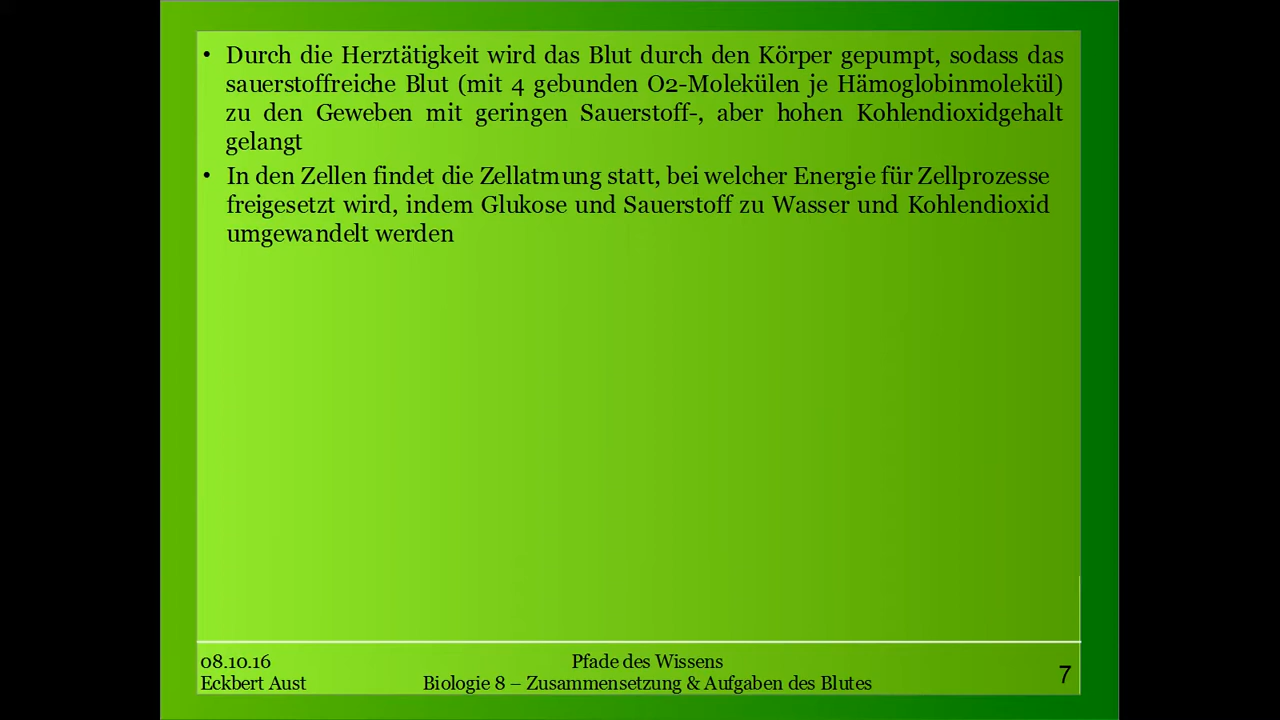 • Durch die Herztätigkeit wird das Blut durch den Körper gepumpt, sodass das
sauerstoffreiche Blut (mit 4 gebunden O2-Molekülen je Hämoglobinmolekül)
zu den Geweben mit geringen Sauerstoff-, aber hohen Kohlendioxidgehalt
gelangt
• In den Zellen findet die Zellatmung statt, bei welcher Energie für Zellprozesse
freigesetzt wird, indem Glukose und Sauerstoff zu Wasser und Kohlendioxid
umgewandelt werden
08.10.16
Eckbert Aust
Pfade des Wissens
Biologie 8 – Zusammensetzung & Aufgaben des Blutes
7